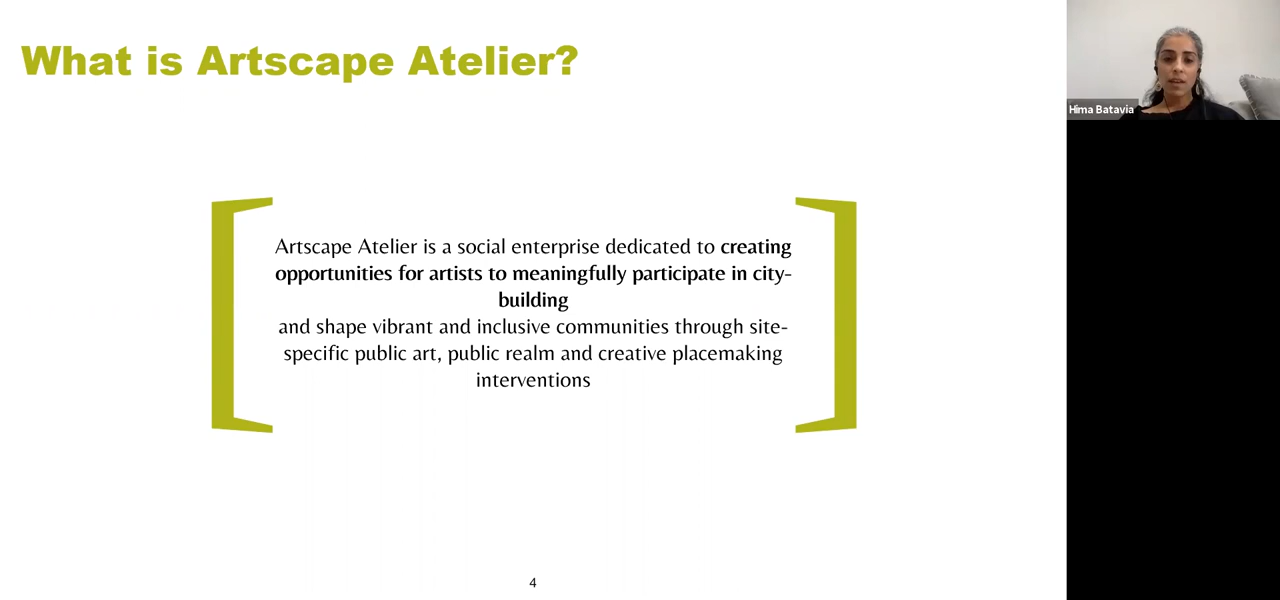 What is Artscape Atelier?
Hima Batavia
Artscape Atelier is a social enterprise dedicated to creating
opportunities for artists to meaningfully participate in city-
building
and shape vibrant and inclusive communities through site-
specific public art, public realm and creative placemaking
interventions
4